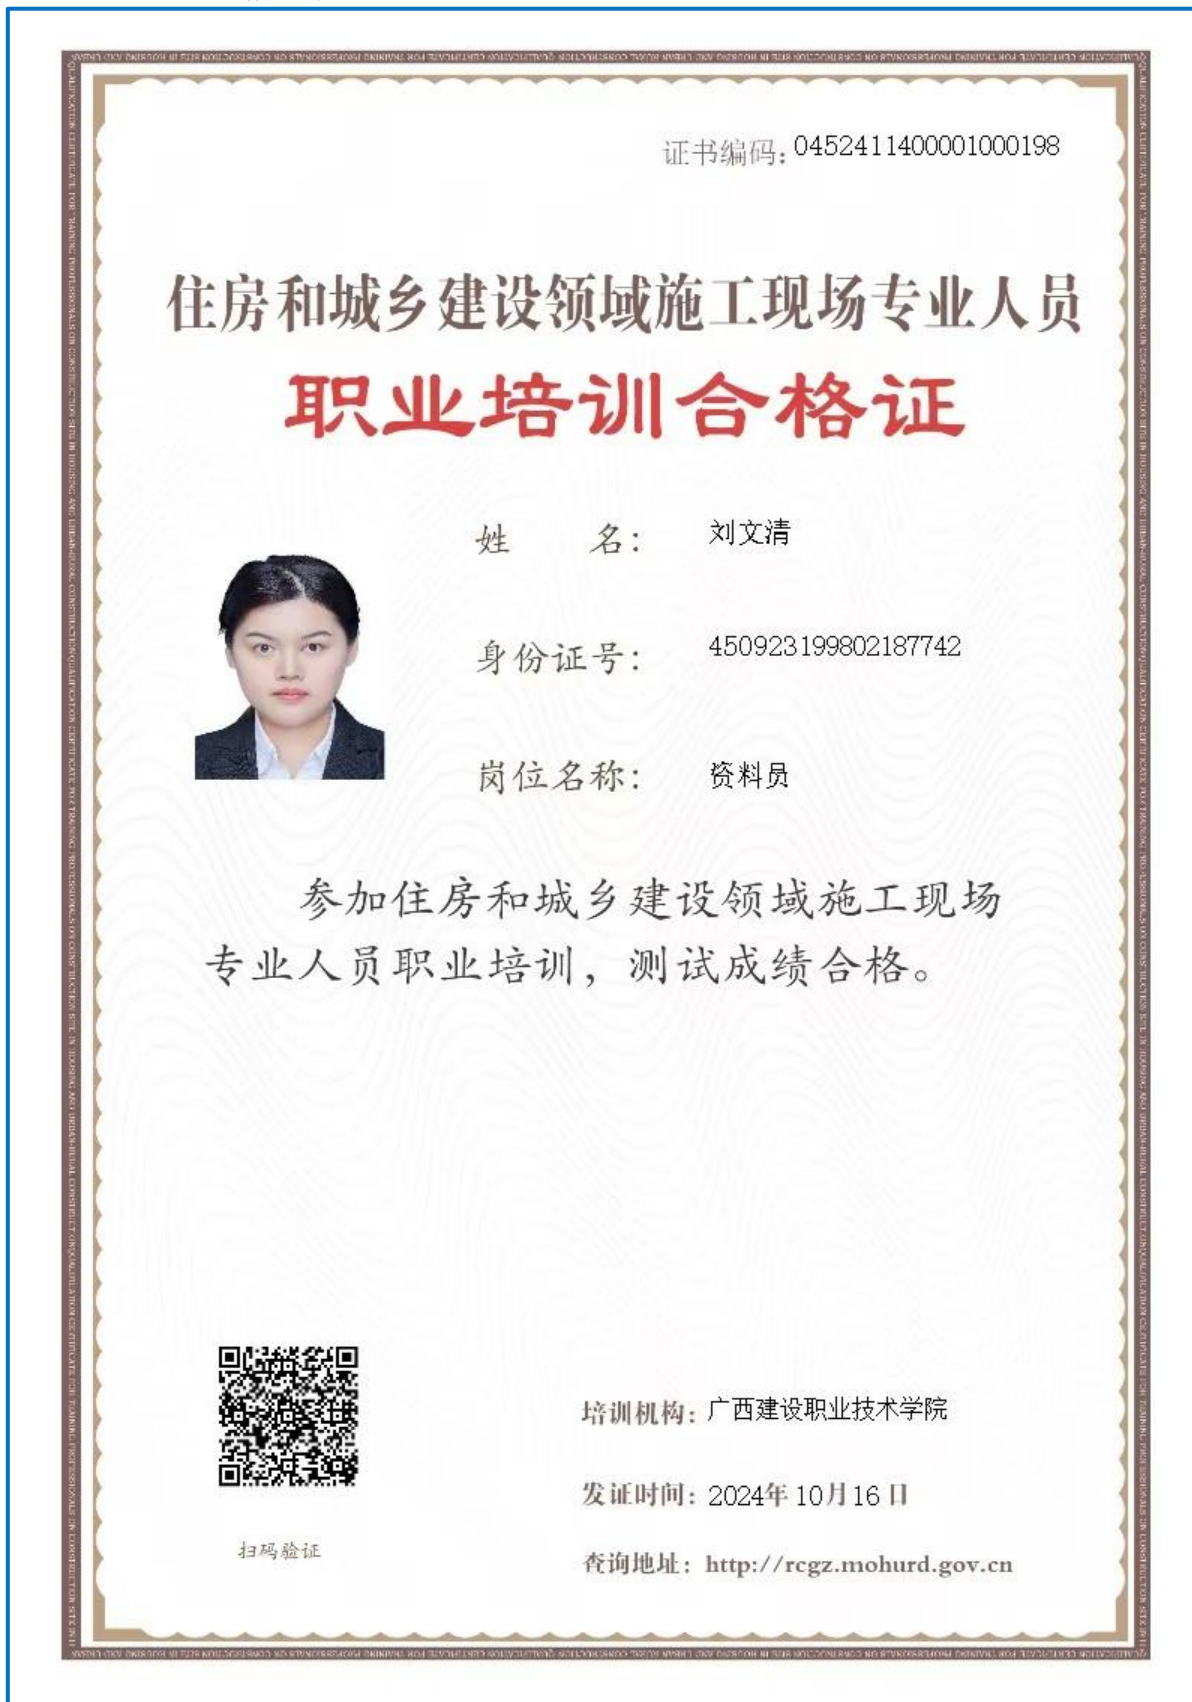 证书编码: 0452411400001000198
住房和城乡建设领域施工现场专业人员
职业培训合格证
姓 名: 刘文清
身份证号: 450923199802187742
岗位名称: 资料员
参加住房和城乡建设领域施工现场
专业人员职业培训，测试成绩合格。
培训机构: 广西建设职业技术学院
发证时间: 2024年 10月 16 日
扫码验证
查询地址: http://rcgz.mohurd.gov.cn